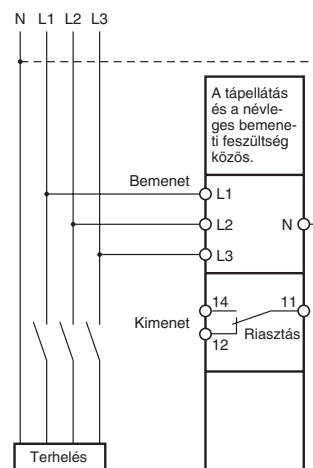 N L1 L2 L3
A tápellátás
és a névle-
ges bemene-
ti feszültség
közös.
Bemenet
L1
L2
N
L3
14
11
Kimenet
Riasztás
12
Terhelés